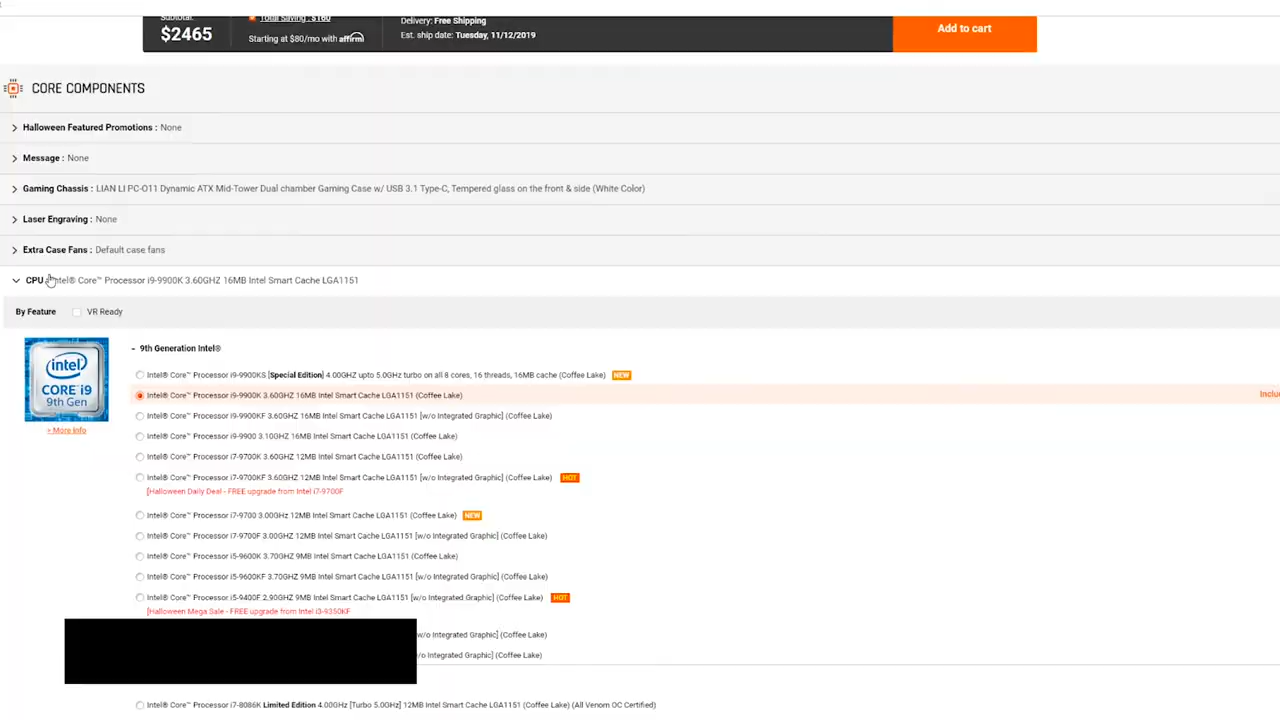 Subtotal:
$2465
Total Saving : $160
Starting at $80/mo with affirm
Delivery: Free Shipping
Est. ship date: Tuesday, 11/12/2019
Add to cart
CORE COMPONENTS
Halloween Featured Promotions : None
Message : None
Gaming Chassis : LIAN LI PC-O11 Dynamic ATX Mid-Tower Dual chamber Gaming Case w/ USB 3.1 Type-C, Tempered glass on the front & side (White Color)
Laser Engraving : None
Extra Case Fans : Default case fans
CPU Intel® Core™ Processor i9-9900K 3.60GHZ 16MB Intel Smart Cache LGA1151
By Feature VR Ready
intel
CORE i9
9th Gen
+ More Info
- 9th Generation Intel®
Intel® Core™ Processor i9-9900KS [Special Edition] 4.00GHZ upto 5.0GHz turbo on all 8 cores, 16 threads, 16MB cache (Coffee Lake) NEW
Intel® Core™ Processor i9-9900K 3.60GHZ 16MB Intel Smart Cache LGA1151 (Coffee Lake) Inclu
Intel® Core™ Processor i9-9900KF 3.60GHZ 16MB Intel Smart Cache LGA1151 [w/o Integrated Graphic] (Coffee Lake)
Intel® Core™ Processor i9-9900 3.10GHZ 16MB Intel Smart Cache LGA1151 (Coffee Lake)
Intel® Core™ Processor i7-9700K 3.60GHZ 12MB Intel Smart Cache LGA1151 (Coffee Lake)
Intel® Core™ Processor i7-9700KF 3.60GHZ 12MB Intel Smart Cache LGA1151 [w/o Integrated Graphic] (Coffee Lake) HOT
[Halloween Daily Deal - FREE upgrade from Intel i7-9700F
Intel® Core™ Processor i7-9700 3.00GHz 12MB Intel Smart Cache LGA1151 (Coffee Lake) NEW
Intel® Core™ Processor i7-9700F 3.00GHz 12MB Intel Smart Cache LGA1151 [w/o Integrated Graphic] (Coffee Lake)
Intel® Core™ Processor i5-9600K 3.70GHZ 9MB Intel Smart Cache LGA1151 (Coffee Lake)
Intel® Core™ Processor i5-9600KF 3.70GHZ 9MB Intel Smart Cache LGA1151 [w/o Integrated Graphic] (Coffee Lake)
Intel® Core™ Processor i5-9400F 2.90GHZ 9MB Intel Smart Cache LGA1151 [w/o Integrated Graphic] (Coffee Lake) HOT
[Halloween Mega Sale - FREE upgrade from Intel i3-9350KF
w/o Integrated Graphic] (Coffee Lake)
/o Integrated Graphic] (Coffee Lake)
Intel® Core™ Processor i7-8086K Limited Edition 4.00GHz [Turbo 5.0GHz] 12MB Intel Smart Cache LGA1151 (Coffee Lake) (All Venom OC Certified)